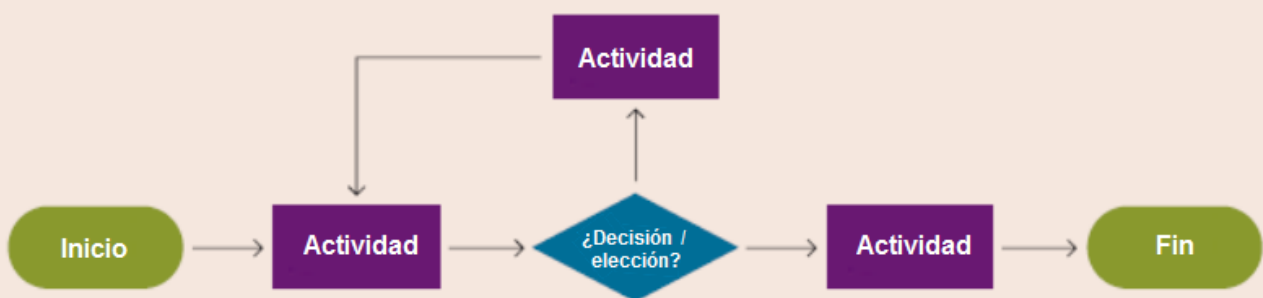 Actividad
Inicio
Actividad
¿Decisión /
elección?
Actividad
Fin